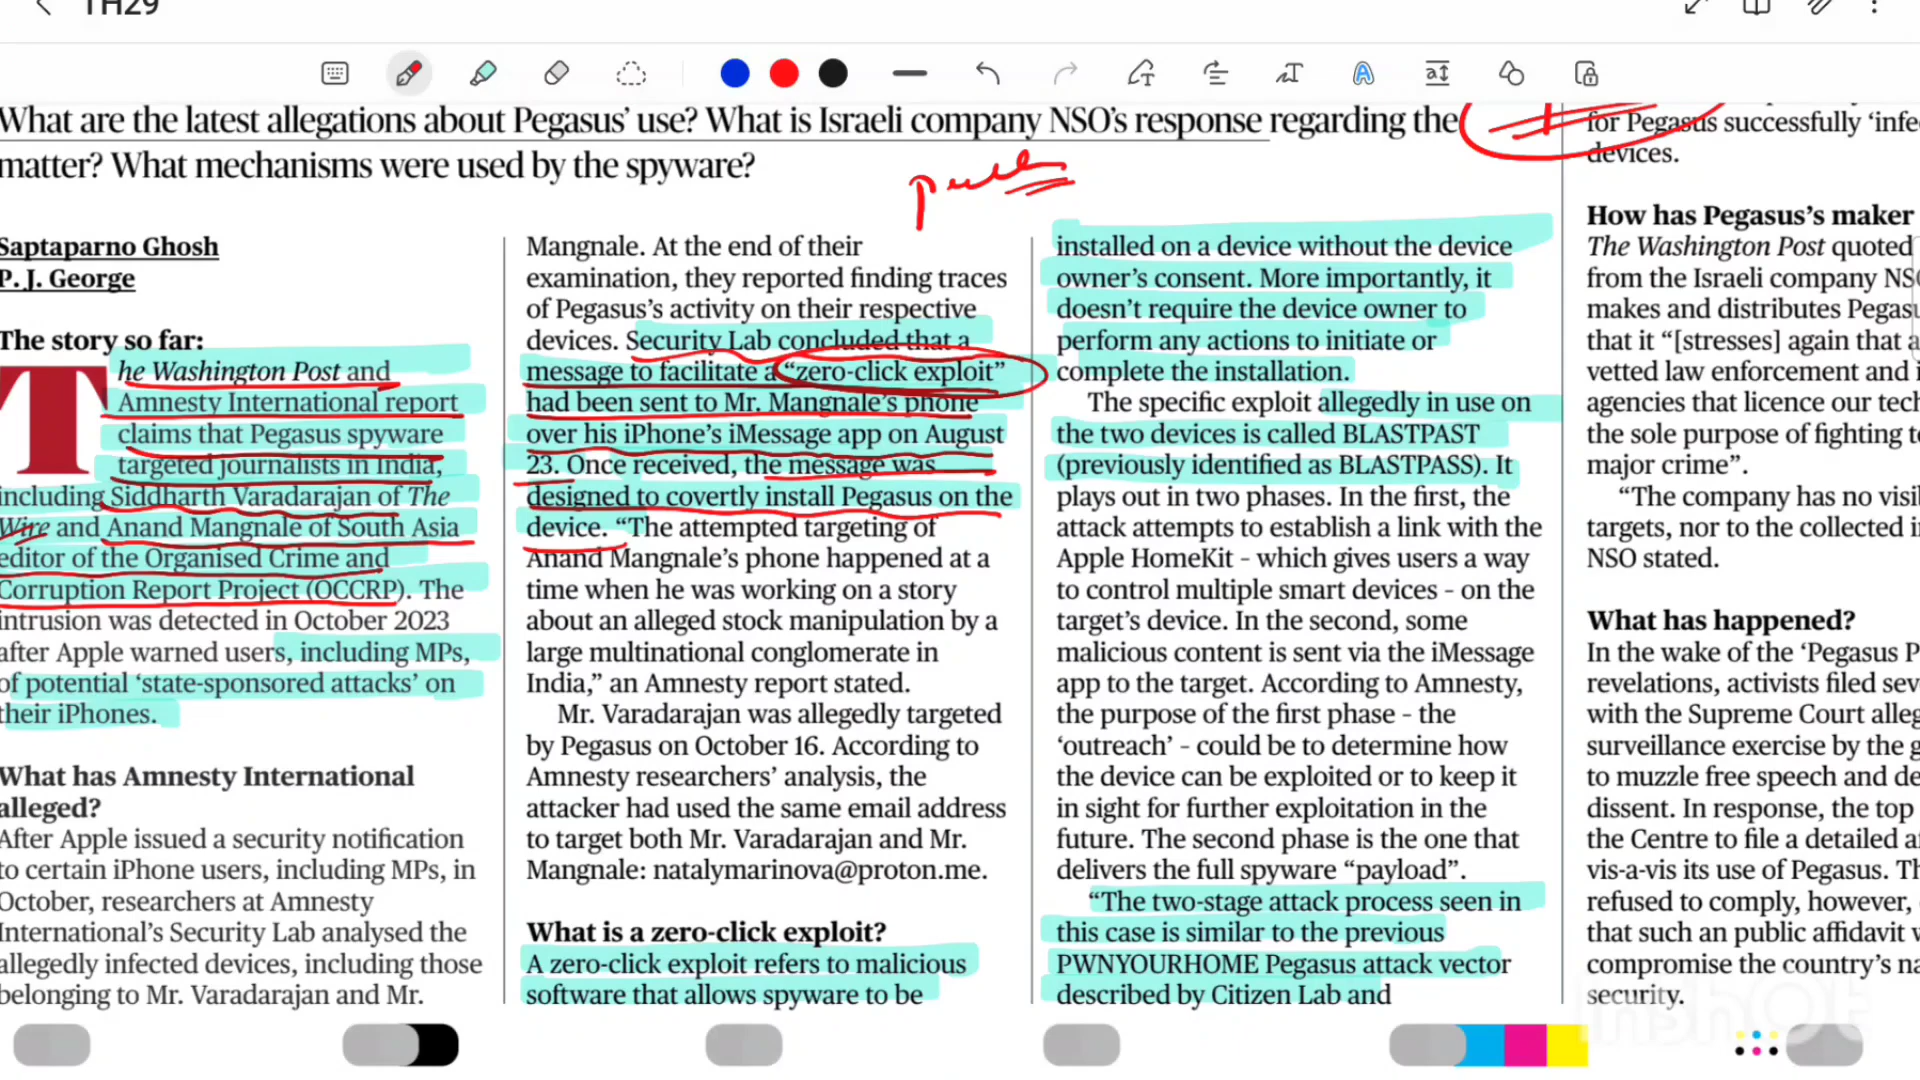 TH29
What are the latest allegations about Pegasus’ use? What is Israeli company NSO’s response regarding the
matter? What mechanisms were used by the spyware?
Saptaparno Ghosh
P. J. George
The story so far:
The Washington Post and
Amnesty International report
claims that Pegasus spyware
targeted journalists in India,
including Siddharth Varadarajan of The
Wire and Anand Mangnale of South Asia
editor of the Organised Crime and
Corruption Report Project (OCCRP). The
intrusion was detected in October 2023
after Apple warned users, including MPs,
of potential ‘state-sponsored attacks’ on
their iPhones.
What has Amnesty International
alleged?
After Apple issued a security notification
to certain iPhone users, including MPs, in
October, researchers at Amnesty
International’s Security Lab analysed the
allegedly infected devices, including those
belonging to Mr. Varadarajan and Mr.
Mangnale. At the end of their
examination, they reported finding traces
of Pegasus’s activity on their respective
devices. Security Lab concluded that a
message to facilitate a “zero-click exploit”
had been sent to Mr. Mangnale’s phone
over his iPhone’s iMessage app on August
23. Once received, the message was
designed to covertly install Pegasus on the
device. “The attempted targeting of
Anand Mangnale’s phone happened at a
time when he was working on a story
about an alleged stock manipulation by a
large multinational conglomerate in
India,” an Amnesty report stated.
Mr. Varadarajan was allegedly targeted
by Pegasus on October 16. According to
Amnesty researchers’ analysis, the
attacker had used the same email address
to target both Mr. Varadarajan and Mr.
Mangnale: natalymarinova@proton.me.
What is a zero-click exploit?
A zero-click exploit refers to malicious
software that allows spyware to be
installed on a device without the device
owner’s consent. More importantly, it
doesn’t require the device owner to
perform any actions to initiate or
complete the installation.
The specific exploit allegedly in use on
the two devices is called BLASTPAST
(previously identified as BLASTPASS). It
plays out in two phases. In the first, the
attack attempts to establish a link with the
Apple HomeKit - which gives users a way
to control multiple smart devices - on the
target’s device. In the second, some
malicious content is sent via the iMessage
app to the target. According to Amnesty,
the purpose of the first phase - the
‘outreach’ - could be to determine how
the device can be exploited or to keep it
in sight for further exploitation in the
future. The second phase is the one that
delivers the full spyware “payload”.
“The two-stage attack process seen in
this case is similar to the previous
PWNYOURHOME Pegasus attack vector
described by Citizen Lab and
for Pegasus successfully ‘infe
devices.
How has Pegasus’s maker
The Washington Post quoted
from the Israeli company NSO
makes and distributes Pegasu
that it “[stresses] again that a
vetted law enforcement and i
agencies that licence our tech
the sole purpose of fighting te
major crime”.
“The company has no visi
targets, nor to the collected in
NSO stated.
What has happened?
In the wake of the ‘Pegasus P
revelations, activists filed sev
with the Supreme Court alleg
surveillance exercise by the g
to muzzle free speech and de
dissent. In response, the top
the Centre to file a detailed af
vis-a-vis its use of Pegasus. Th
refused to comply, however,
that such an public affidavit w
compromise the country’s na
security.
InShOt